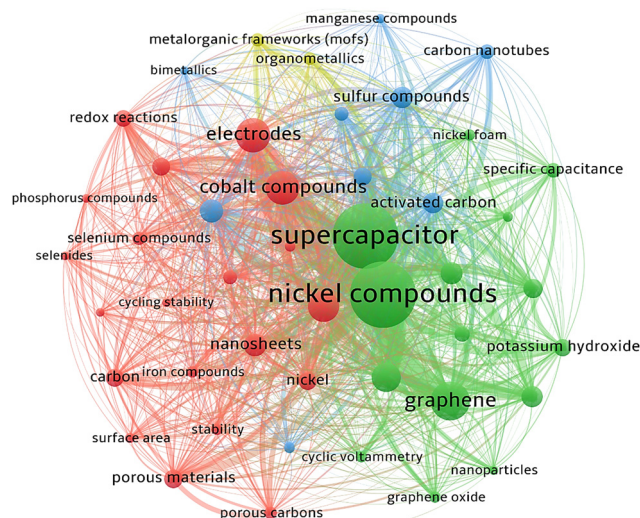 manganese compounds
metalorganic frameworks (mofs)
carbon nanotubes
organometallics
bimetallics
sulfur compounds
redox reactions
electrodes
nickel foam
specific capacitance
cobalt compounds
phosphorus compounds
activated carbon
supercapacitor
selenium compounds
selenides
nickel compounds
cycling stability
nanosheets
potassium hydroxide
iron compounds
carbon
nickel
graphene
stability
surface area
cyclic voltammetry
nanoparticles
porous materials
graphene oxide
porous carbons